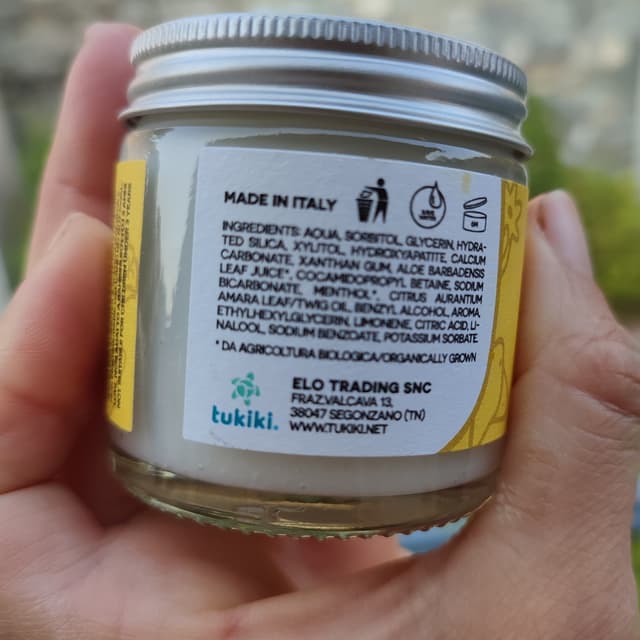 MADE IN ITALY
INGREDIENTS: AQUA, SORBITOL, GLYCERIN, HYDRA-
TED SILICA, XYLITOL, HYDROXYAPATITE, CALCIUM
CARBONATE, XANTHAN GUM, ALOE BARBADENSIS
LEAF JUICE*, COCAMIDOPROPYL BETAINE, SODIUM
BICARBONATE, MENTHOL*, CITRUS AURANTIUM
AMARA LEAF/TWIG OIL, BENZYL ALCOHOL, AROMA,
ETHYLHEXYLGLYCERIN, LIMONENE, CITRIC ACID, LI-
NALOOL, SODIUM BENZOATE, POTASSIUM SORBATE.
* DA AGRICOLTURA BIOLOGICA/ORGANICALLY GROWN
tukiki.
ELO TRADING SNC
FRAZ.VALCAVA 13,
38047 SEGONZANO (TN)
WWW.TUKIKI.NET